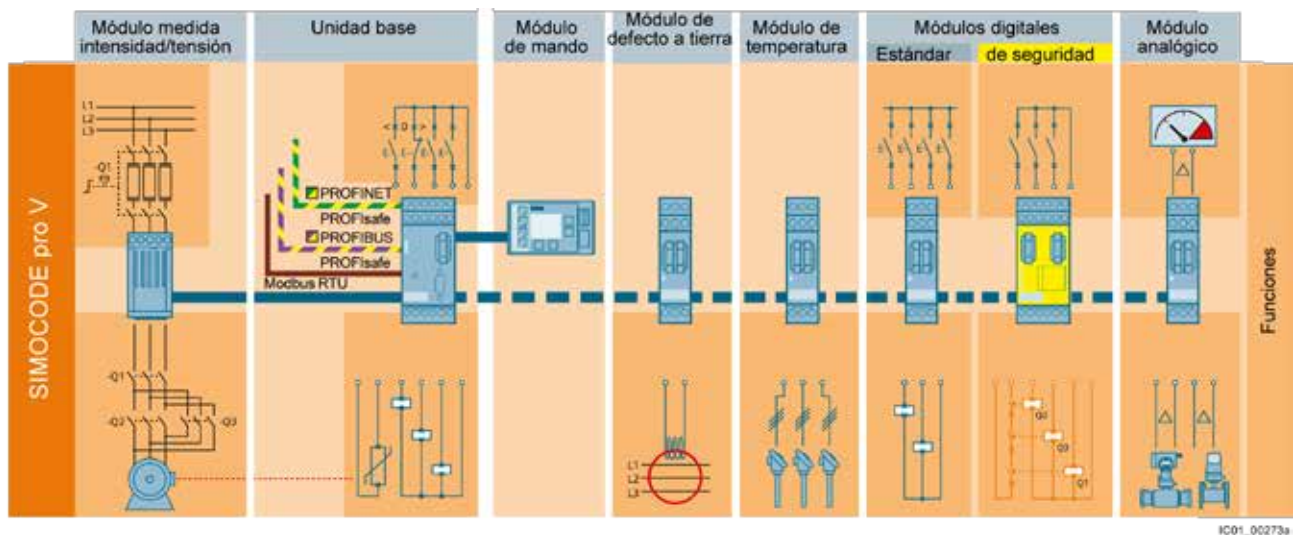 Módulo medida
intensidad/tensión
Unidad base
Módulo
de mando
Módulo de
defecto a tierra
Módulo de
temperatura
Módulos digitales
Estándar
de seguridad
Módulo
analógico
SIMOCODE pro V
Funciones
L1
L2
L3
-Q1
PROFINET
PROFIsafe
PROFIBUS
PROFIsafe
Modbus RTU
-Q1
-Q2
-Q3
L1
L2
L3
Q2
Q3
Q1
IC01_00273a